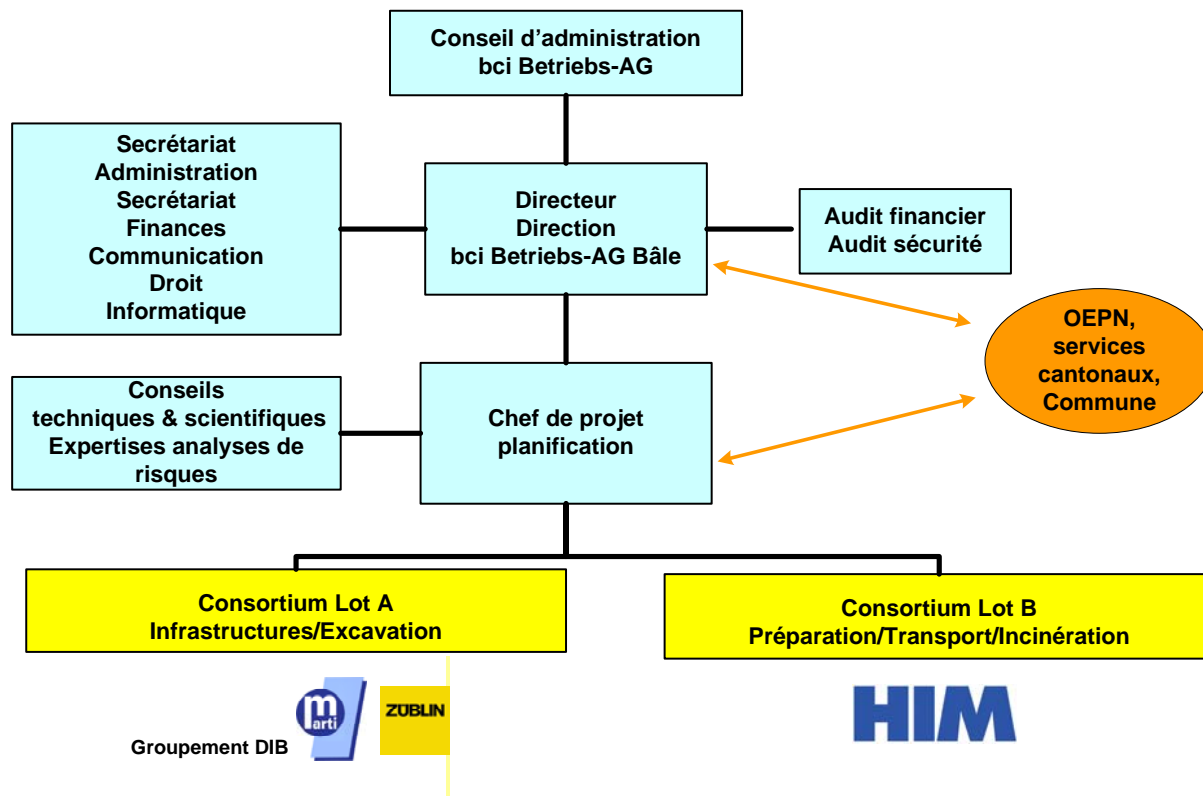 Conseil d'administration
bci Betriebs-AG
Secrétariat
Administration
Secrétariat
Finances
Communication
Droit
Informatique
Directeur
Direction
bci Betriebs-AG Bâle
Audit financier
Audit sécurité
OEPN,
services
cantonaux,
Commune
Conseils
techniques & scientifiques
Expertises analyses de
risques
Chef de projet
planification
Consortium Lot A
Infrastructures/Excavation
Consortium Lot B
Préparation/Transport/Incinération
Groupement DIB
marti
ZÜBLIN
HIM